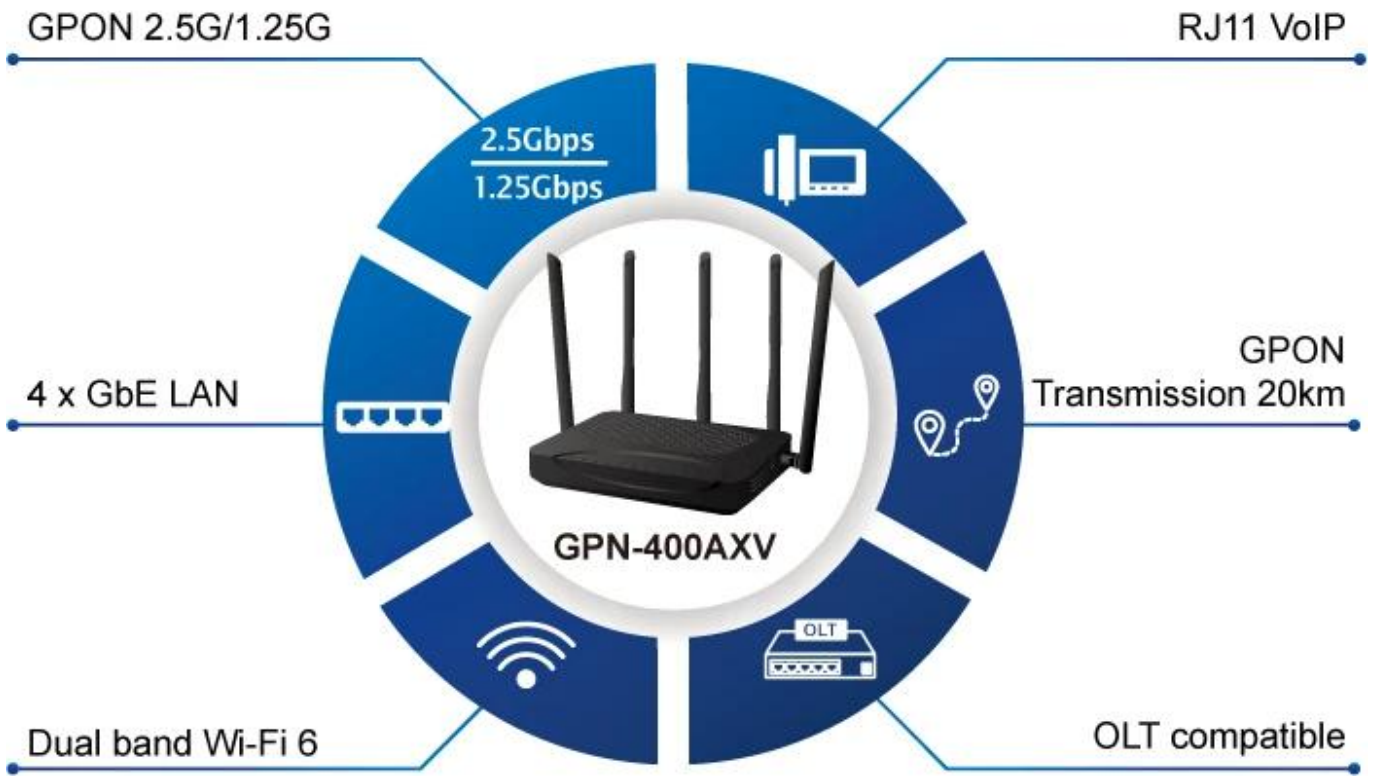 GPON 2.5G/1.25G
RJ11 VoIP
2.5Gbps
1.25Gbps
4 x GbE LAN
GPON
Transmission 20km
GPN-400AXV
OLT
Dual band Wi-Fi 6
OLT compatible